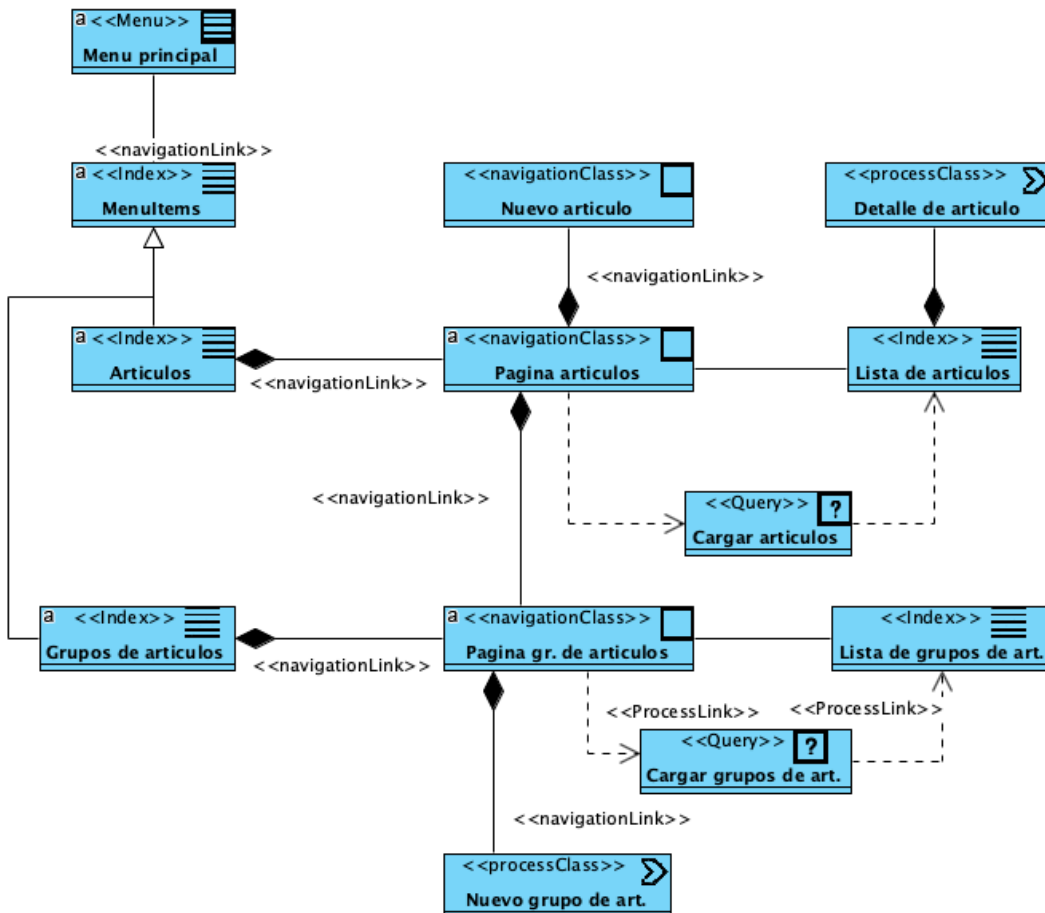 a <<Menu>>
Menu principal
<<navigationLink>>
a <<Index>>
MenuItems
<<navigationClass>>
Nuevo articulo
<<processClass>>
Detalle de articulo
<<navigationLink>>
a <<Index>>
Articulos
<<navigationLink>>
a <<navigationClass>>
Pagina articulos
<<Index>>
Lista de articulos
<<navigationLink>>
<<Query>> ?
Cargar articulos
a <<Index>>
Grupos de articulos
<<navigationLink>>
a <<navigationClass>>
Pagina gr. de articulos
<<Index>>
Lista de grupos de art.
<<ProcessLink>>
<<ProcessLink>>
<<Query>> ?
Cargar grupos de art.
<<navigationLink>>
<<processClass>>
Nuevo grupo de art.